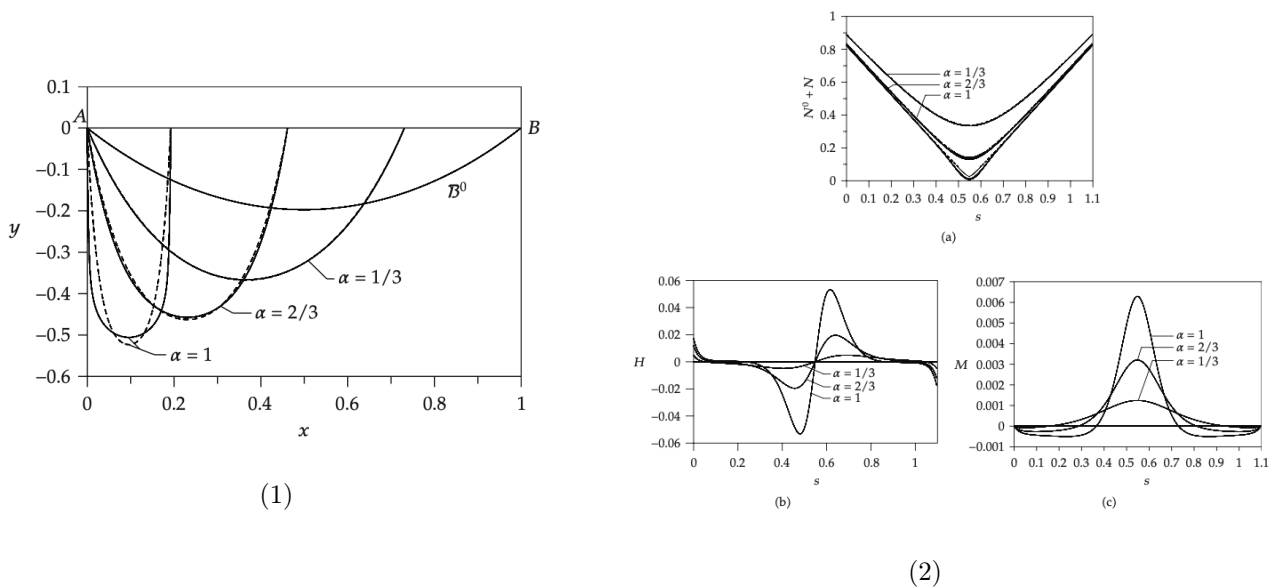 0.1
A
0
B
−0.1
𝓑⁰
−0.2
y
−0.3
α = 1/3
−0.4
α = 2/3
−0.5
α = 1
−0.6
0 0.2 0.4 0.6 0.8 1
x
(1)
1
0.8
α = 1/3
α = 2/3
α = 1
N⁰ + N
0.6
0.4
0.2
0
0 0.1 0.2 0.3 0.4 0.5 0.6 0.7 0.8 0.9 1 1.1
s
(a)
0.06
0.04
0.02
H 0
α = 1/3
−0.02
α = 2/3
α = 1
−0.04
−0.06
0 0.2 0.4 0.6 0.8 1
s
(b)
0.007
0.006
0.005
α = 1
0.004
α = 2/3
M 0.003
α = 1/3
0.002
0.001
0
−0.001
0 0.1 0.2 0.3 0.4 0.5 0.6 0.7 0.8 0.9 1 1.1
s
(c)
(2)